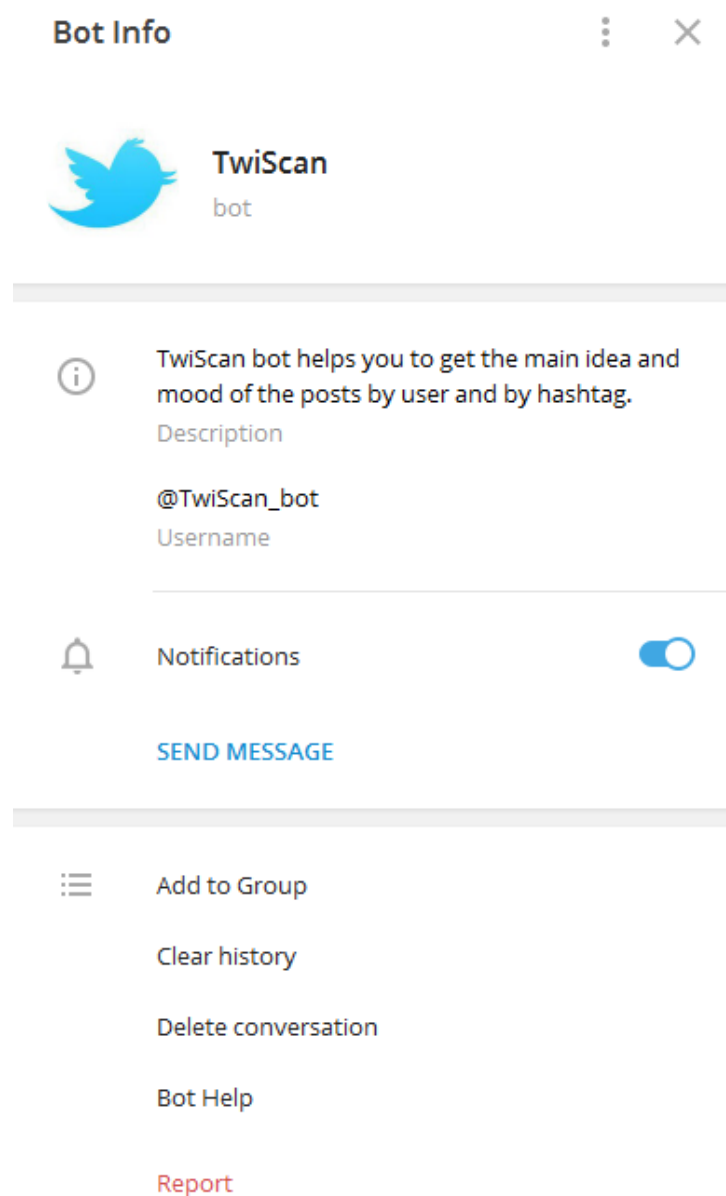 Bot Info
TwiScan
bot
TwiScan bot helps you to get the main idea and
mood of the posts by user and by hashtag.
Description
@TwiScan_bot
Username
Notifications
SEND MESSAGE
Add to Group
Clear history
Delete conversation
Bot Help
Report